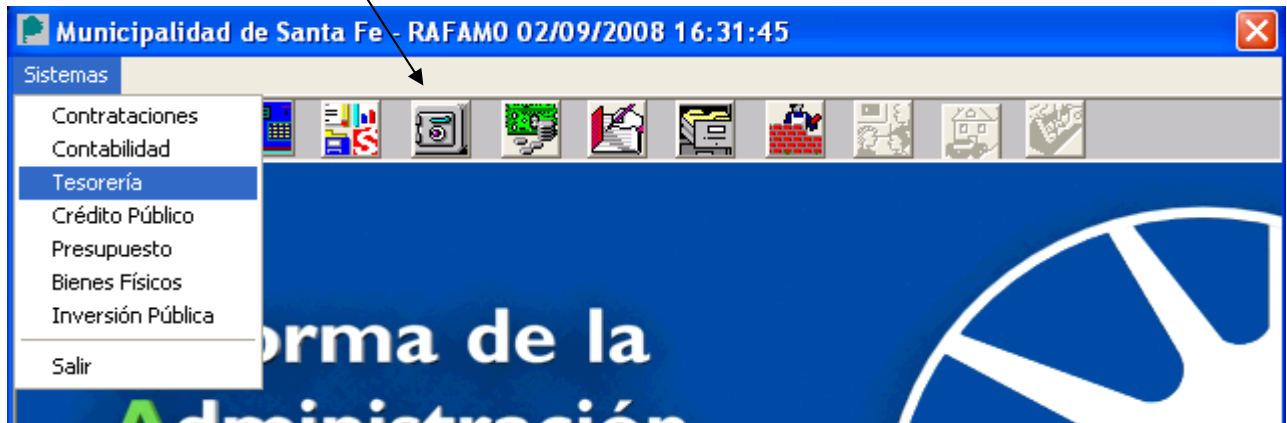 Municipalidad de Santa Fe - RAFAM0 02/09/2008 16:31:45
Sistemas
Contrataciones
Contabilidad
Tesorería
Crédito Público
Presupuesto
Bienes Físicos
Inversión Pública
Salir
orma de la
Administración